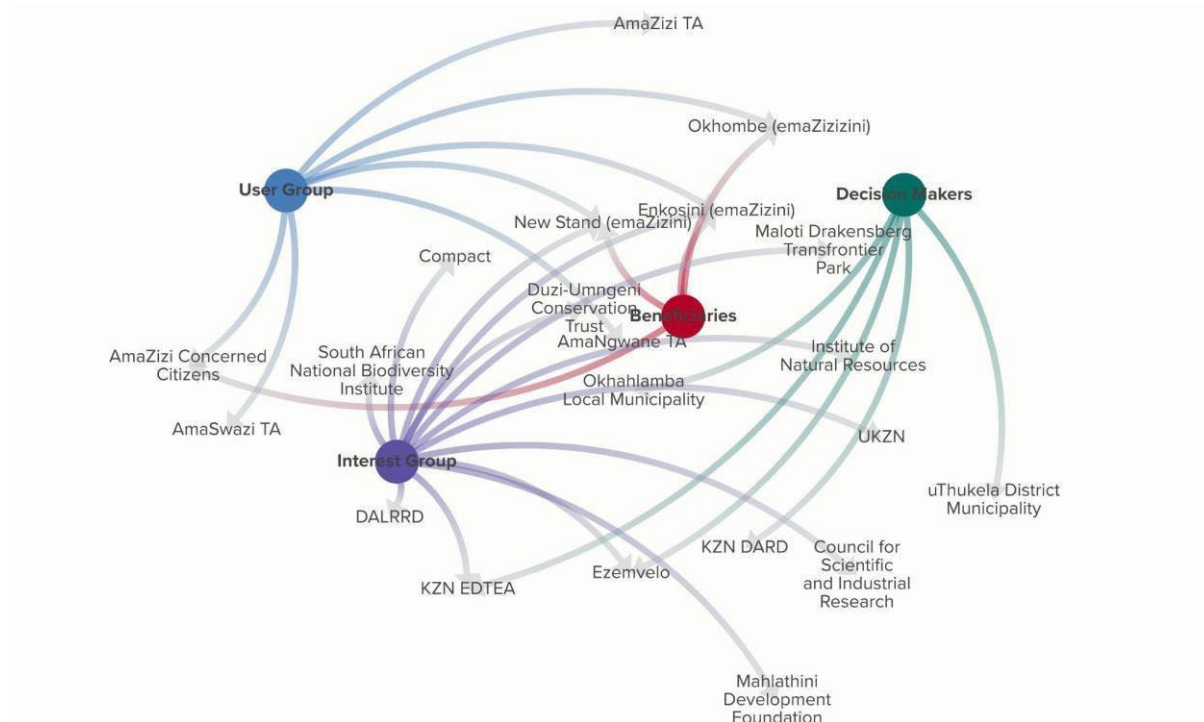 AmaZizi TA
Okhombe (emaZizizini)
User Group
Decision Makers
New Stand (emaZizini)
Enkosini (emaZizini)
Maloti Drakensberg
Transfrontier
Park
Compact
Duzi-Umngeni
Conservation
Trust
Beneficiaries
AmaNgwane TA
AmaZizi Concerned
Citizens
South African
National Biodiversity
Institute
Institute of
Natural Resources
Okhahlamba
Local Municipality
AmaSwazi TA
UKZN
Interest Group
uThukela District
Municipality
DALRRD
KZN DARD
Council for
Scientific
and Industrial
Research
Ezemvelo
KZN EDTEA
Mahlathini
Development
Foundation